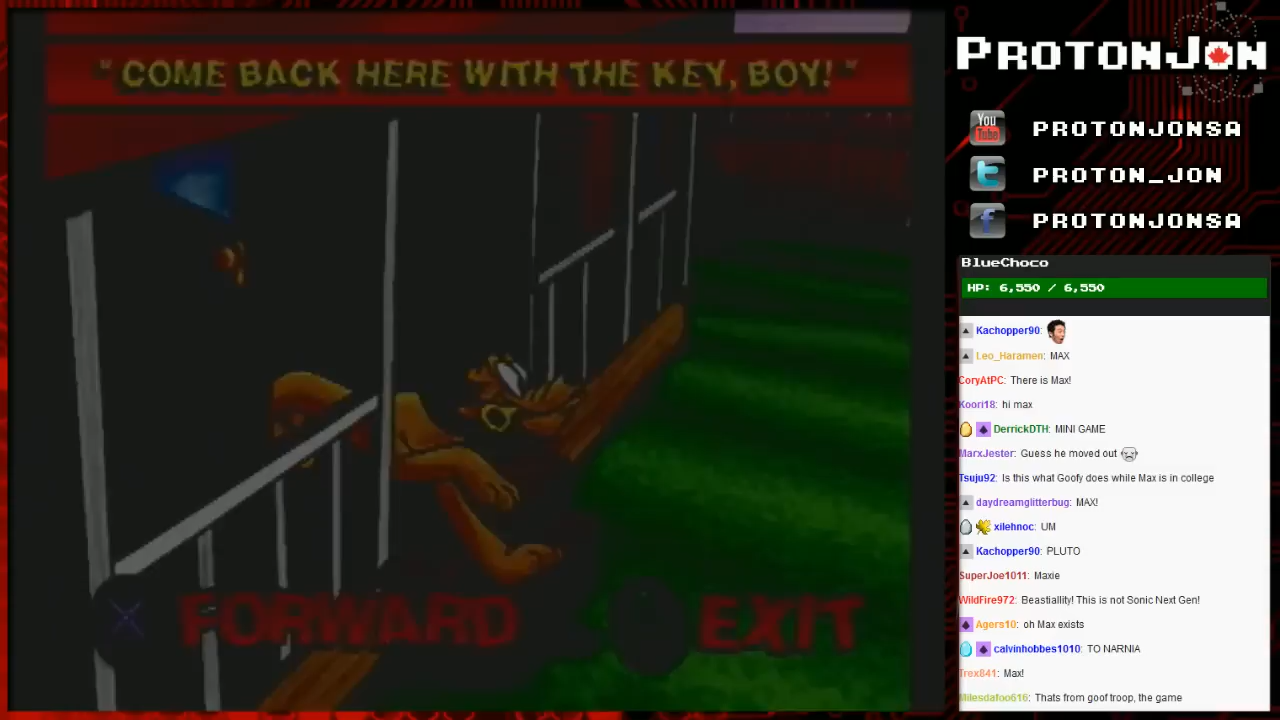 PROTONJON
" COME BACK HERE WITH THE KEY, BOY! "
You Tube PROTONJONSA
PROTON_JON
PROTONJONSA
BlueChoco
HP: 6,550 / 6,550
Kachopper90:
Leo_Haramen: MAX
CoryAtPC: There is Max!
Koori18: hi max
DerrickDTH: MINI GAME
MarxJester: Guess he moved out
Tsuju92: Is this what Goofy does while Max is in college
daydreamglitterbug: MAX!
xilehnoc: UM
Kachopper90: PLUTO
SuperJoe1011: Maxie
WildFire972: Beastiallity! This is not Sonic Next Gen!
Agers10: oh Max exists
calvinhobbes1010: TO NARNIA
Trex841: Max!
Milesdafoo616: Thats from goof troop, the game
FORWARD EXIT